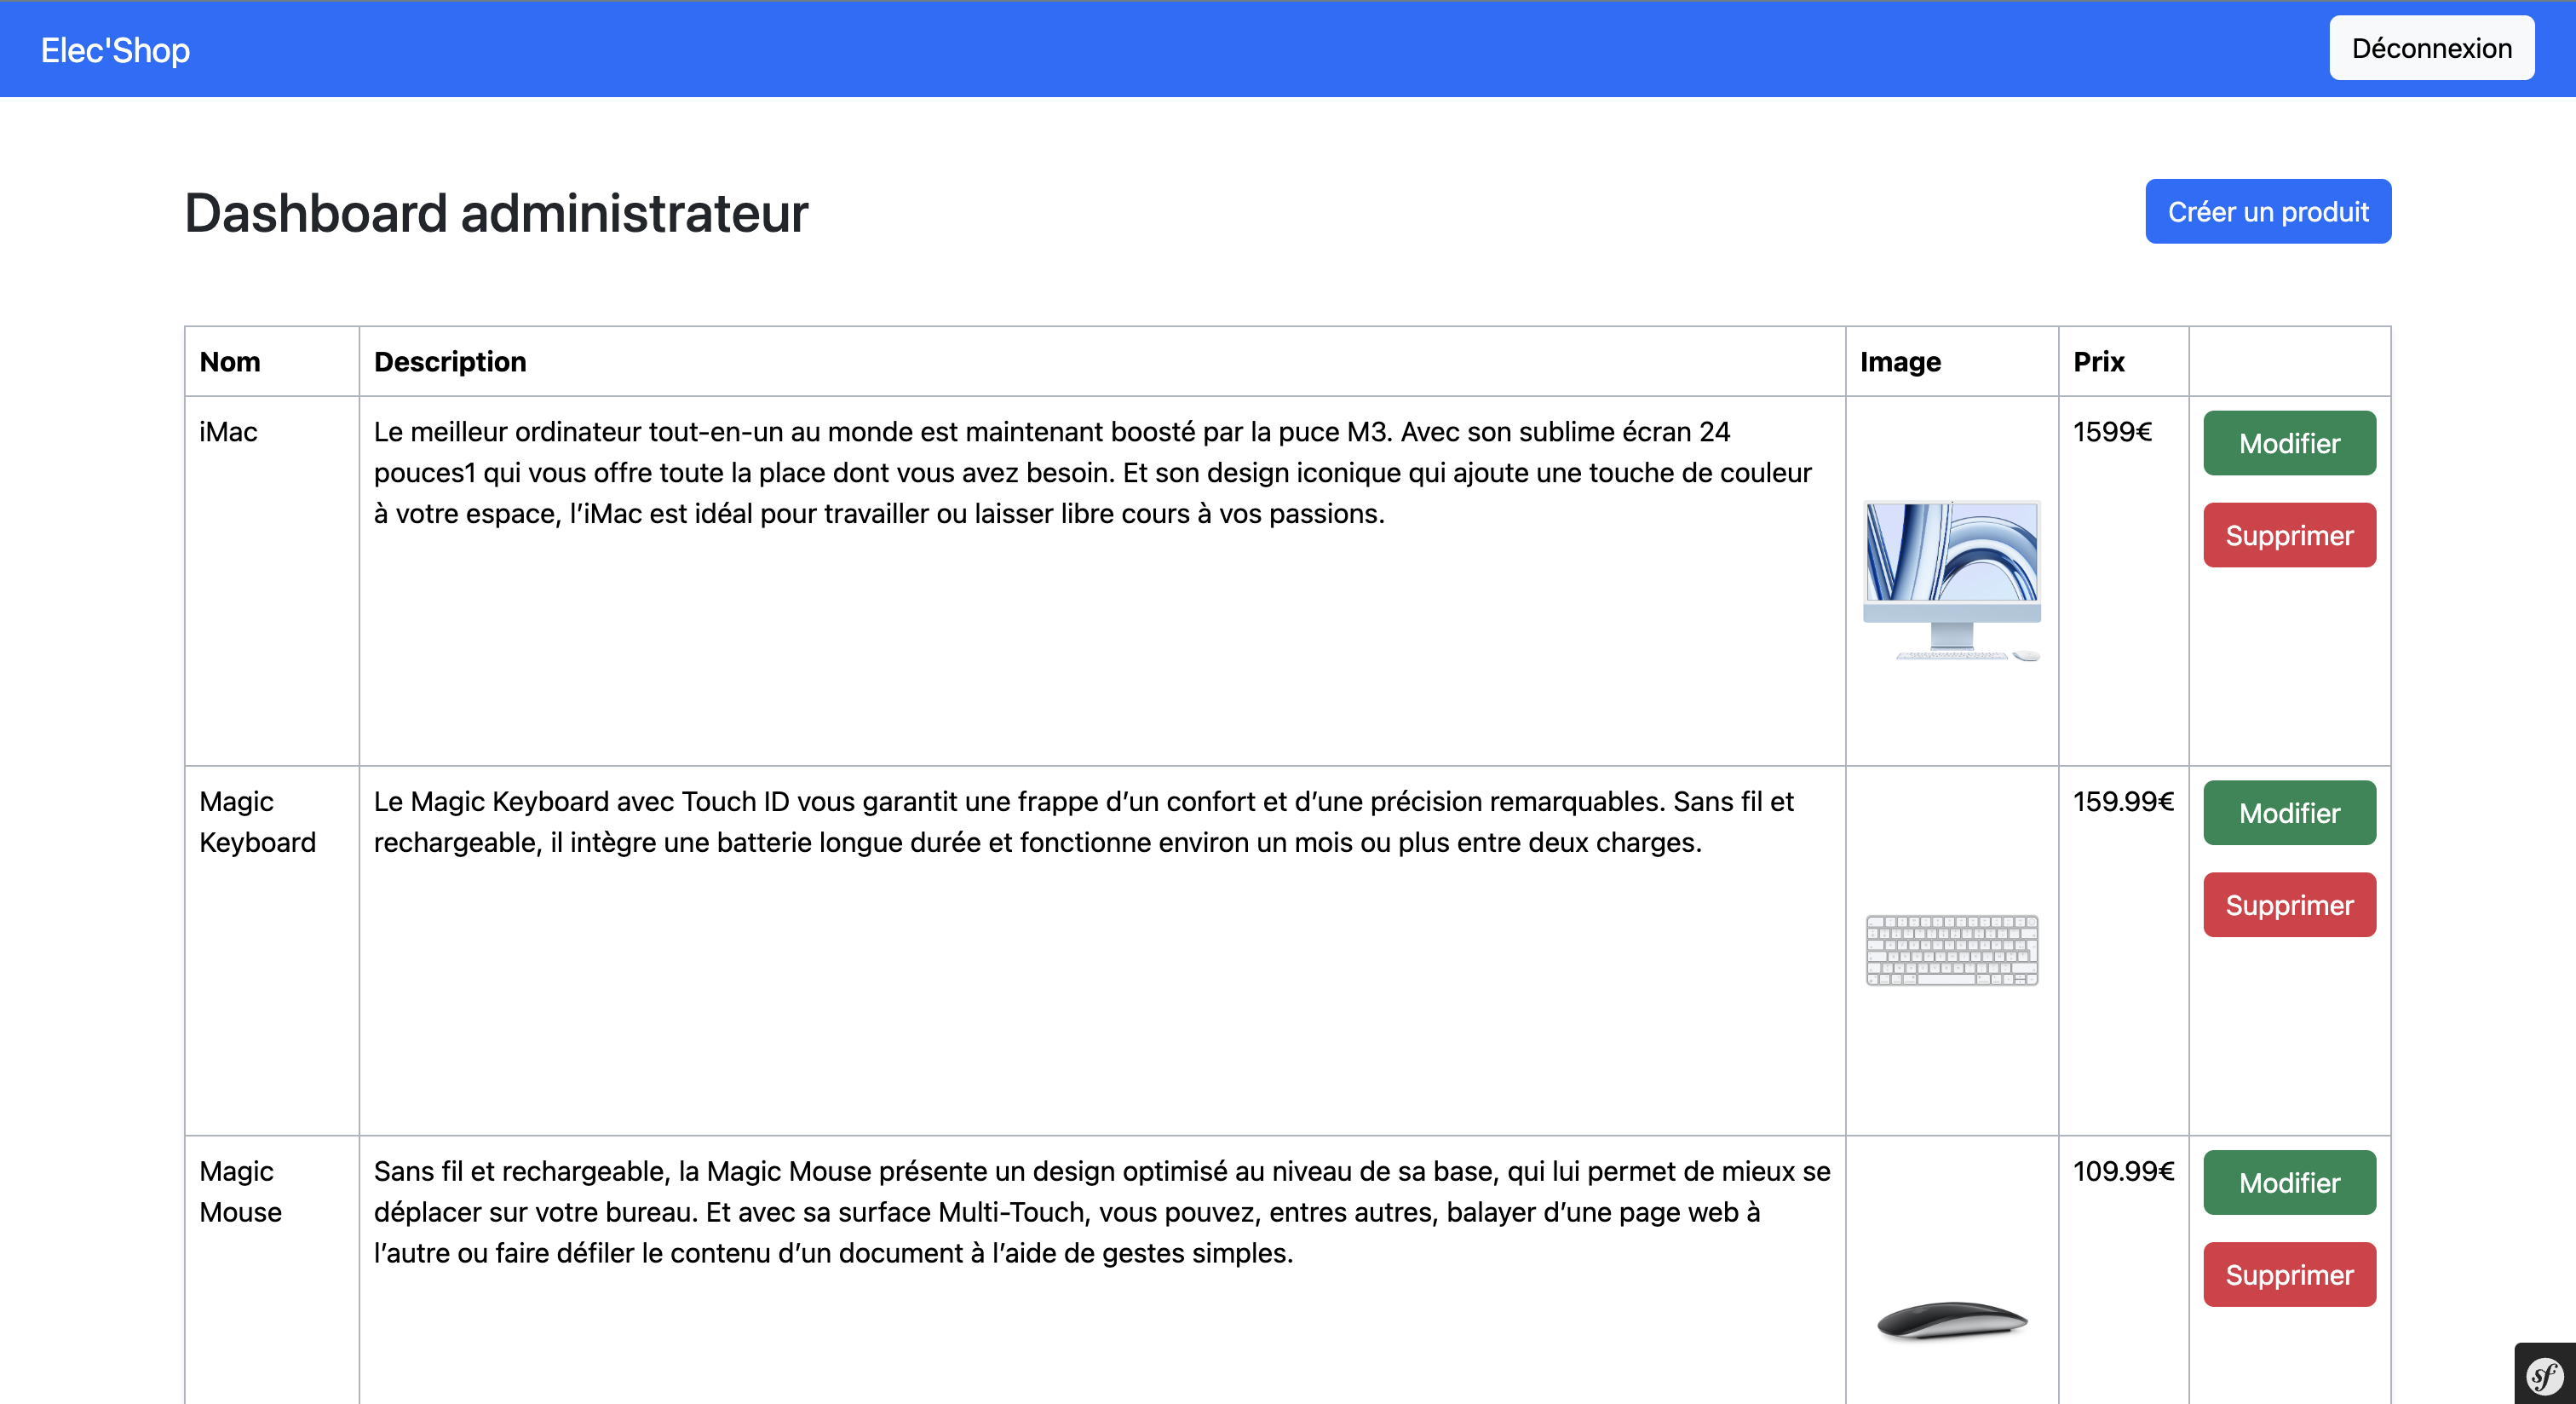 Elec'Shop
Déconnexion
Dashboard administrateur
Créer un produit
Nom
Description
Image
Prix
iMac
Le meilleur ordinateur tout-en-un au monde est maintenant boosté par la puce M3. Avec son sublime écran 24
pouces1 qui vous offre toute la place dont vous avez besoin. Et son design iconique qui ajoute une touche de couleur
à votre espace, l’iMac est idéal pour travailler ou laisser libre cours à vos passions.
1599€
Modifier
Supprimer
Magic
Keyboard
Le Magic Keyboard avec Touch ID vous garantit une frappe d’un confort et d’une précision remarquables. Sans fil et
rechargeable, il intègre une batterie longue durée et fonctionne environ un mois ou plus entre deux charges.
159.99€
Modifier
Supprimer
Magic
Mouse
Sans fil et rechargeable, la Magic Mouse présente un design optimisé au niveau de sa base, qui lui permet de mieux se
déplacer sur votre bureau. Et avec sa surface Multi-Touch, vous pouvez, entres autres, balayer d’une page web à
l’autre ou faire défiler le contenu d’un document à l’aide de gestes simples.
109.99€
Modifier
Supprimer
sf